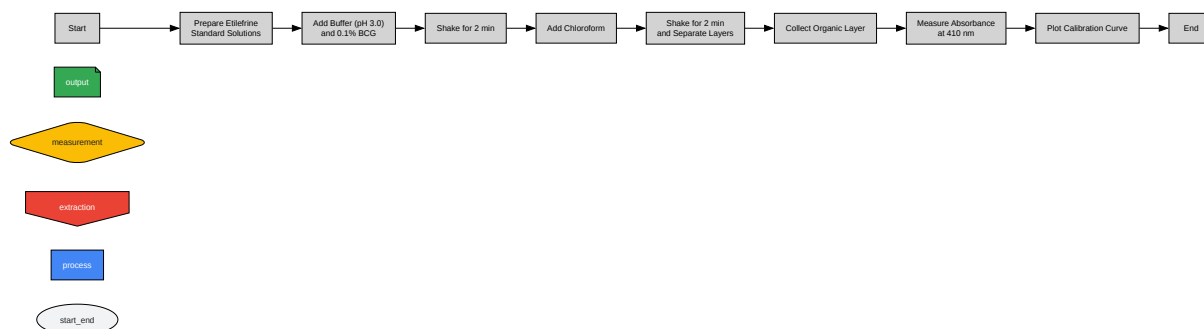 Start
Prepare Etilefrine
Standard Solutions
Add Buffer (pH 3.0)
and 0.1% BCG
Shake for 2 min
Add Chloroform
Shake for 2 min
and Separate Layers
Collect Organic Layer
Measure Absorbance
at 410 nm
Plot Calibration Curve
End
output
measurement
extraction
process
start_end